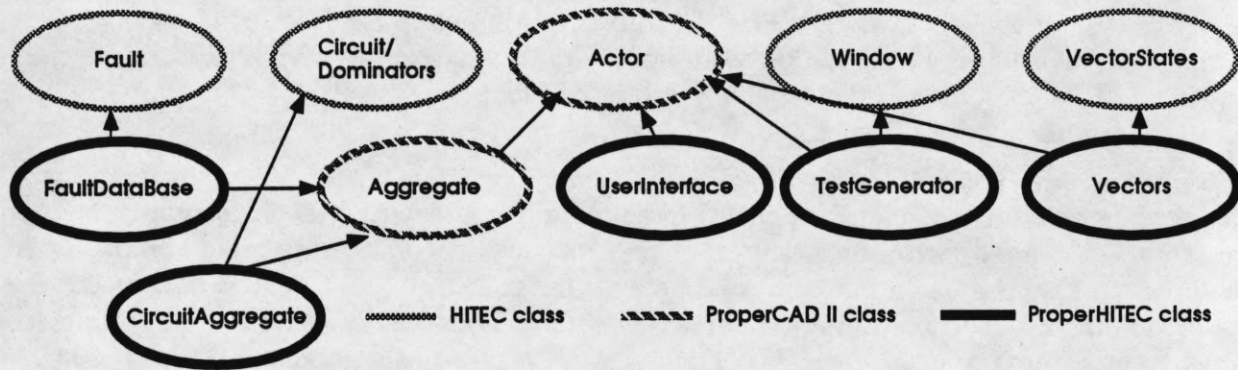 Fault
Circuit/
Dominators
Actor
Window
VectorStates
FaultDataBase
Aggregate
UserInterface
TestGenerator
Vectors
CircuitAggregate
HITEC class
ProperCAD II class
ProperHITEC class